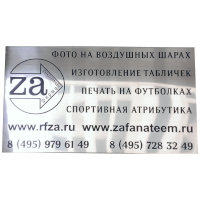 ФОТО НА ВОЗДУШНЫХ ШАРАХ
za
ИЗГОТОВЛЕНИЕ ТАБЛИЧЕК
ПЕЧАТЬ НА ФУТБОЛКАХ
СПОРТИВНАЯ АТРИБУТИКА
www.rfza.ru www.zafanateem.ru
8 (495) 979 61 49 8 (495) 728 32 49